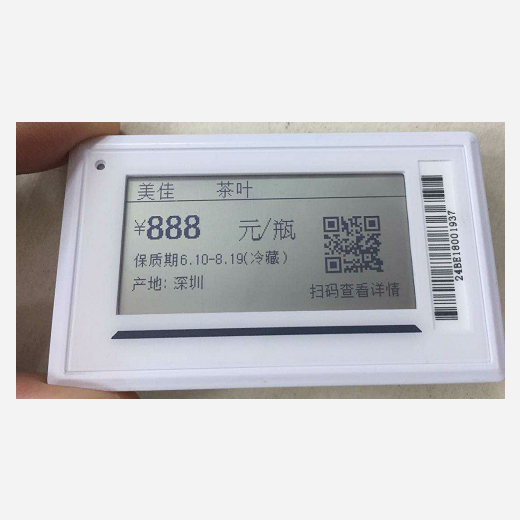 美佳 茶叶
¥888 元/瓶
保质期6.10-8.19(冷藏)
产地: 深圳
扫码查看详情
24BE18001937